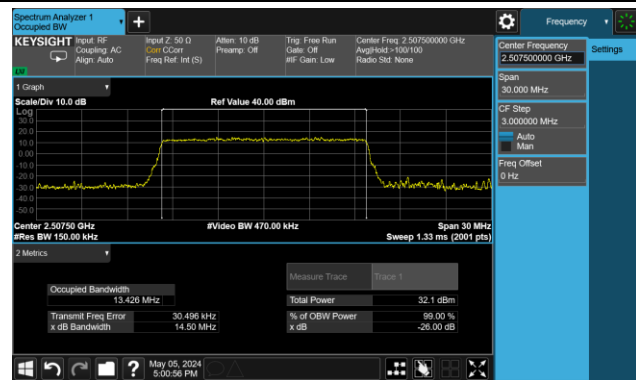 Spectrum Analyzer 1
Occupied BW
Frequency
KEYSIGHT
Input: RF
Coupling: AC
Align: Auto
Input Z: 50 Ω
Corr CCorr
Freq Ref: Int (S)
Atten: 10 dB
Preamp: Off
Trig: Free Run
Gate: Off
#IF Gain: Low
Center Freq: 2.507500000 GHz
Avg|Hold:>100/100
Radio Std: None
Center Frequency
2.507500000 GHz
Settings
Span
30.000 MHz
CF Step
3.000000 MHz
Auto
Man
Freq Offset
0 Hz
1 Graph
Scale/Div 10.0 dB
Ref Value 40.00 dBm
Log
30.0
20.0
10.0
0.00
-10.0
-20.0
-30.0
-40.0
-50.0
Center 2.50750 GHz
#Video BW 470.00 kHz
Span 30 MHz
#Res BW 150.00 kHz
Sweep 1.33 ms (2001 pts)
2 Metrics
Measure Trace
Trace 1
Occupied Bandwidth
13.426 MHz
Total Power
32.1 dBm
Transmit Freq Error
30.496 kHz
% of OBW Power
99.00 %
x dB Bandwidth
14.50 MHz
x dB
-26.00 dB
May 05, 2024
5:00:56 PM